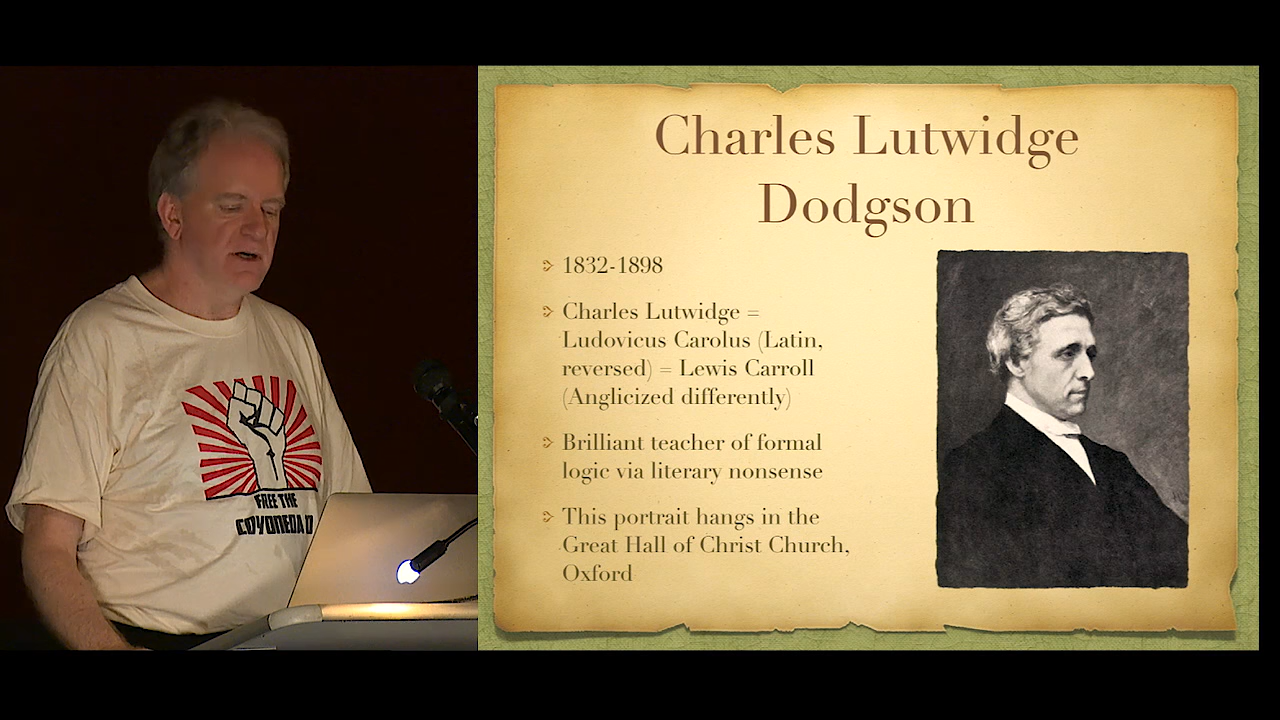 FREE THE
COYONEDA
Charles Lutwidge
Dodgson
1832-1898
Charles Lutwidge =
Ludovicus Carolus (Latin,
reversed) = Lewis Carroll
(Anglicized differently)
Brilliant teacher of formal
logic via literary nonsense
This portrait hangs in the
Great Hall of Christ Church,
Oxford